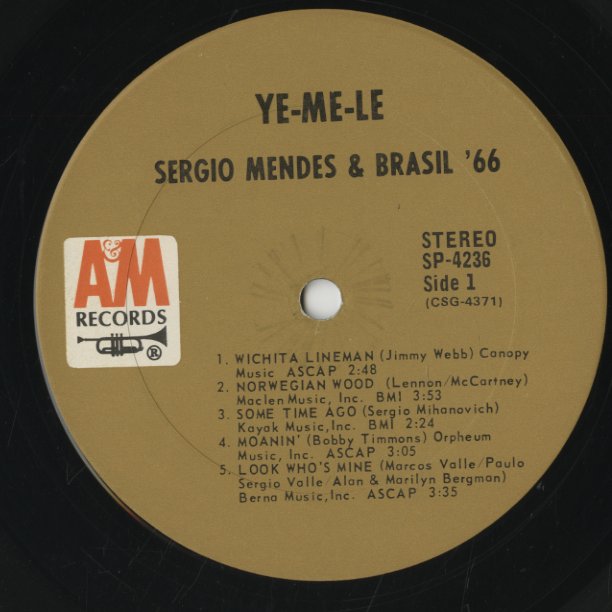 YE-ME-LE
SERGIO MENDES & BRASIL '66
A&M
RECORDS
®
STEREO
SP-4236
Side 1
(CSG-4371)
1. WICHITA LINEMAN (Jimmy Webb) Canopy
Music ASCAP 2:48
2. NORWEGIAN WOOD (Lennon/McCartney)
Maclen Music, Inc. BMI 3:53
3. SOME TIME AGO (Sergio Mihanovich)
Kayak Music, Inc. BMI 2:24
4. MOANIN' (Bobby Timmons) Orpheum
Music, Inc. ASCAP 3:05
5. LOOK WHO'S MINE (Marcos Valle/Paulo
Sergio Valle/Alan & Marilyn Bergman)
Berna Music, Inc. ASCAP 3:35